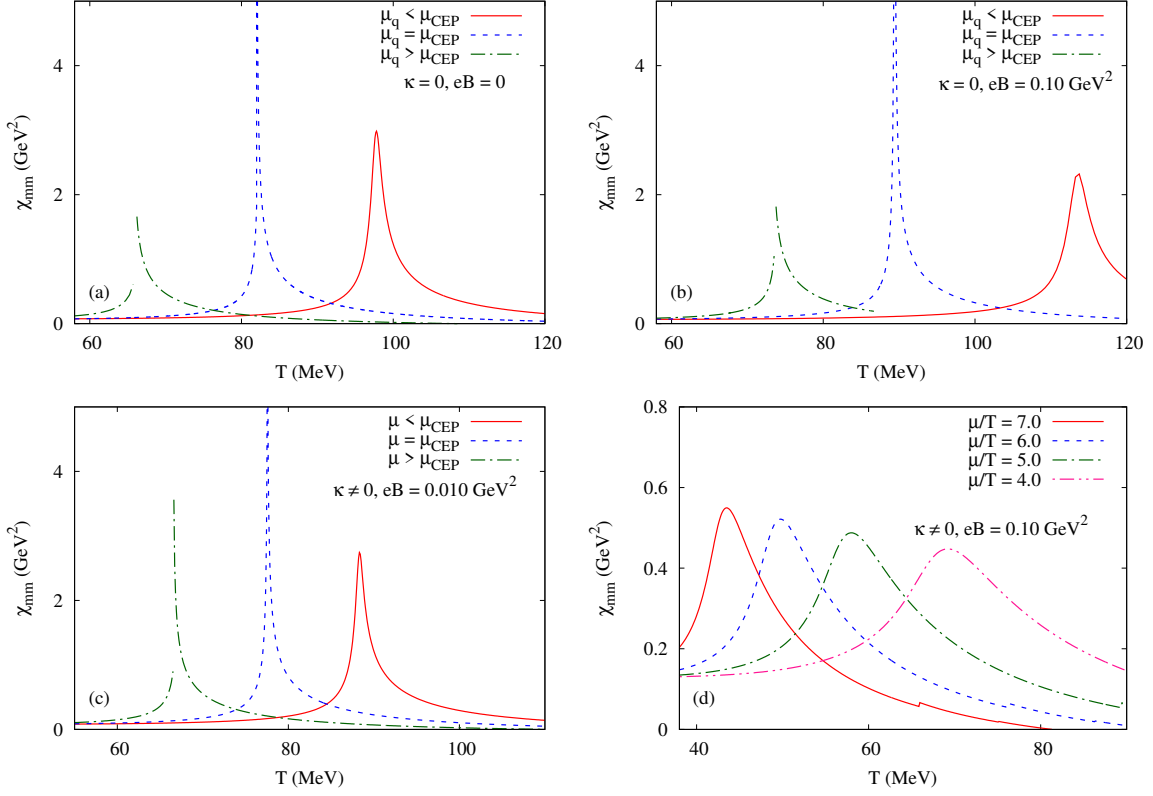 χmm (GeV²)
μq < μCEP
μq = μCEP
μq > μCEP
κ = 0, eB = 0
(a)
0
2
4
60 80 100 120
T (MeV)
χmm (GeV²)
μq < μCEP
μq = μCEP
μq > μCEP
κ = 0, eB = 0.10 GeV²
(b)
0
2
4
60 80 100 120
T (MeV)
χmm (GeV²)
μ < μCEP
μ = μCEP
μ > μCEP
κ ≠ 0, eB = 0.010 GeV²
(c)
0
2
4
60 80 100
T (MeV)
χmm (GeV²)
μ/T = 7.0
μ/T = 6.0
μ/T = 5.0
μ/T = 4.0
κ ≠ 0, eB = 0.10 GeV²
(d)
0
0.2
0.4
0.6
0.8
40 60 80
T (MeV)